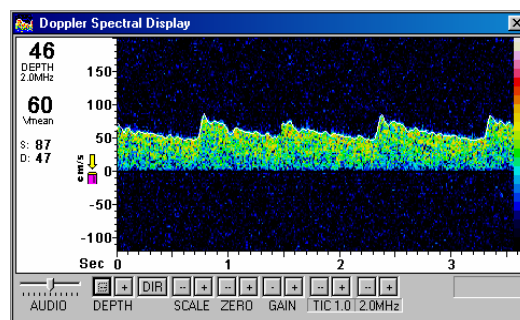 Doppler Spectral Display
46
DEPTH
2.0MHz
60
Vmean
S: 87
D: 47
cm/s
150
100
50
0
-50
-100
Sec 0 1 2 3
-- + DIR -- + -- + - + -- + -- +
AUDIO DEPTH SCALE ZERO GAIN TIC 1.0 2.0MHz